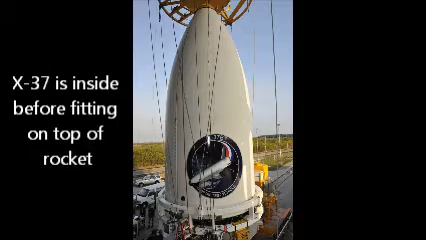 X-37 is inside
before fitting
on top of
rocket